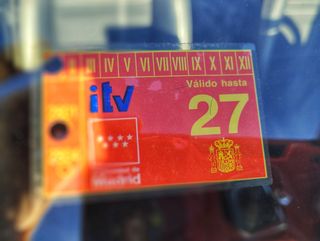 III IV V VI VII VIII IX X XI XII
itv
Válido hasta
27
Comunidad de
Madrid